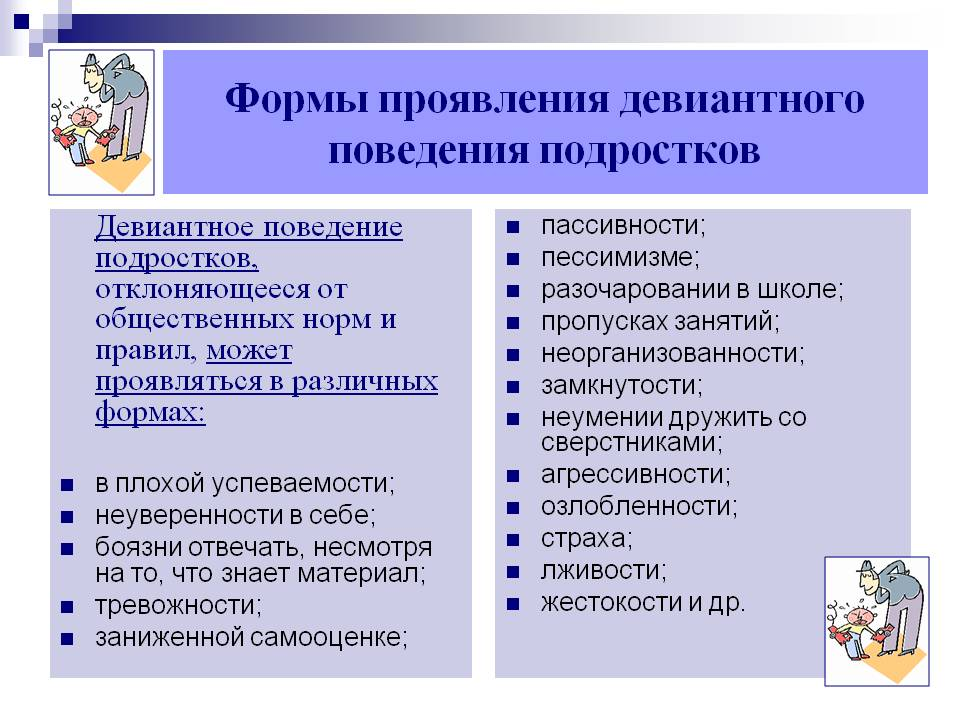 Формы проявления девиантного
поведения подростков
Девиантное поведение
подростков,
отклоняющееся от
общественных норм и
правил, может
проявляться в различных
формах:
в плохой успеваемости;
неуверенности в себе;
боязни отвечать, несмотря
на то, что знает материал;
тревожности;
заниженной самооценке;
пассивности;
пессимизме;
разочаровании в школе;
пропусках занятий;
неорганизованности;
замкнутости;
неумении дружить со
сверстниками;
агрессивности;
озлобленности;
страха;
лживости;
жестокости и др.